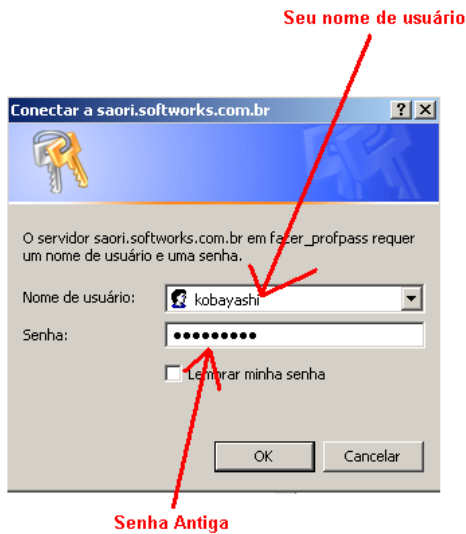 Seu nome de usuário
Conectar a saori.softworks.com.br
O servidor saori.softworks.com.br em fazer_profpass requer
um nome de usuário e uma senha.
Nome de usuário: kobayashi
Senha: •••••••••
Lembrar minha senha
OK Cancelar
Senha Antiga